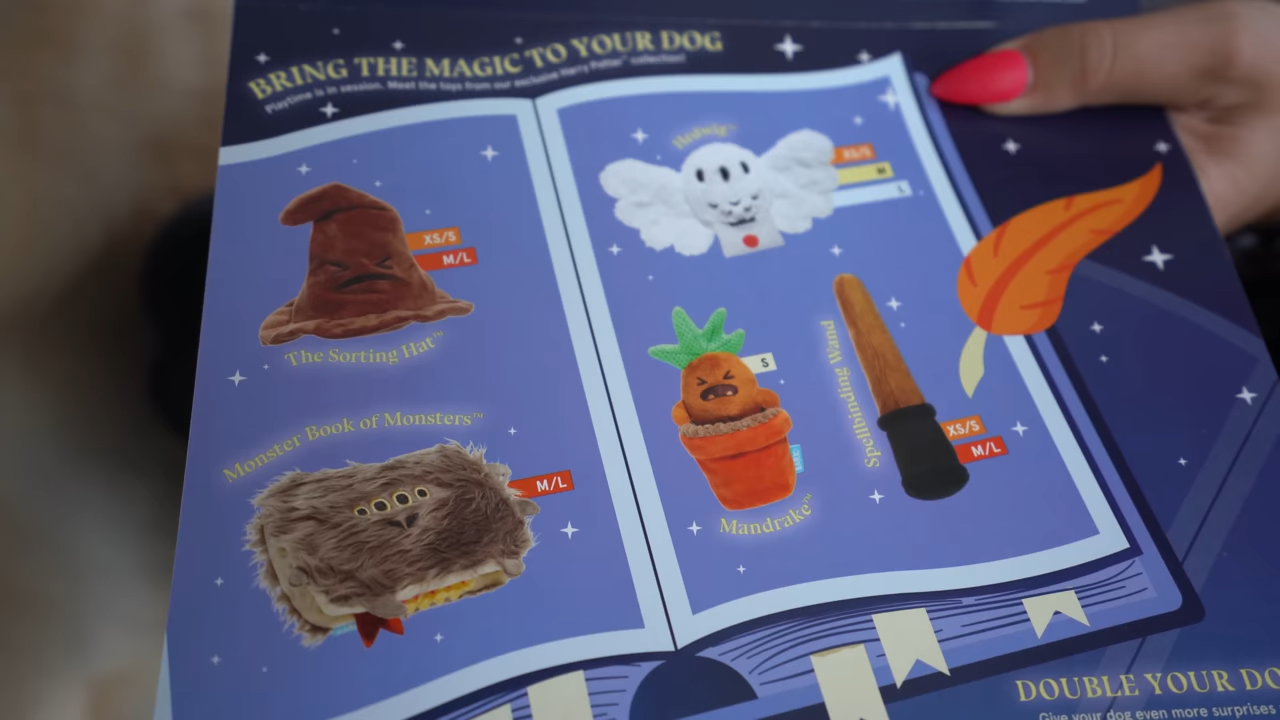 BRING THE MAGIC TO YOUR DOG
Playtime is in session. Meet the toys from our exclusive Harry Potter™ collection!
XS/S
M/L
The Sorting Hat™
Monster Book of Monsters™
M/L
Hedwig™
XS/S
M
L
S
Mandrake™
Spellbinding Wand
XS/S
M/L
DOUBLE YOUR DO
Give your dog even more surprises